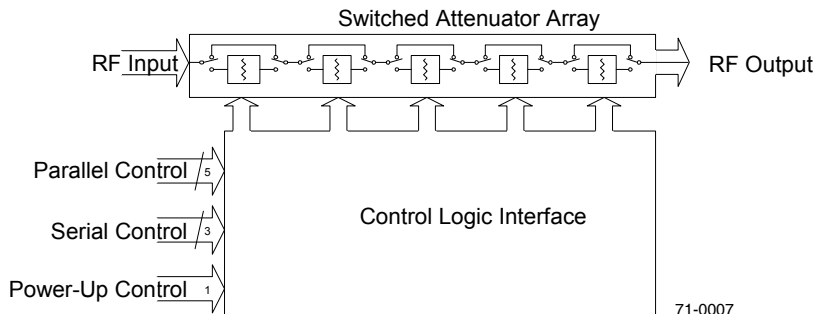 Switched Attenuator Array
RF Input
RF Output
Parallel Control 5
Control Logic Interface
Serial Control 3
Power-Up Control 1
71-0007